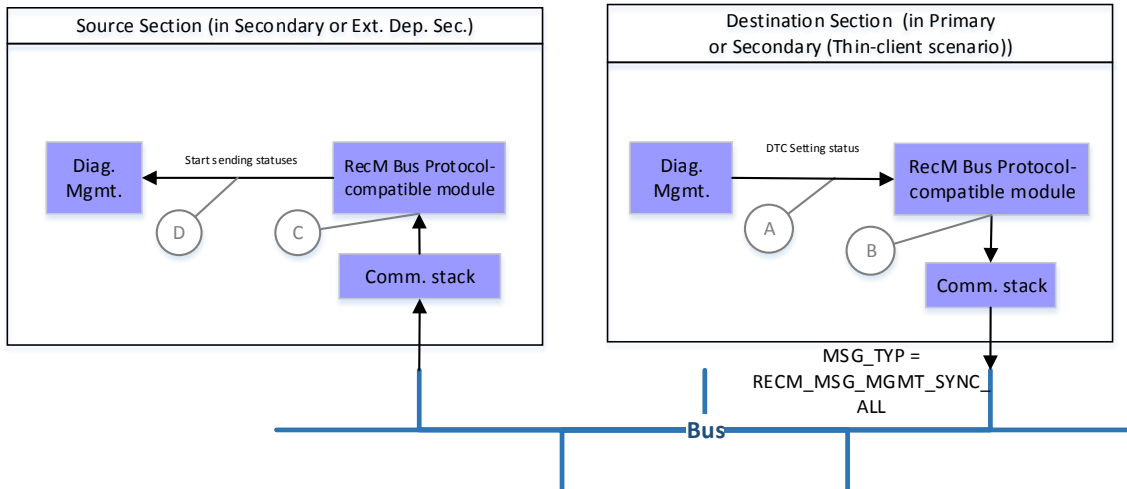 Source Section (in Secondary or Ext. Dep. Sec.)
Diag.
Mgmt.
Start sending statuses
RecM Bus Protocol-
compatible module
D
C
Comm. stack
Destination Section  (in Primary
or Secondary (Thin-client scenario))
Diag.
Mgmt.
DTC Setting status
RecM Bus Protocol-
compatible module
A
B
Comm. stack
MSG_TYP =
RECM_MSG_MGMT_SYNC_
ALL
Bus